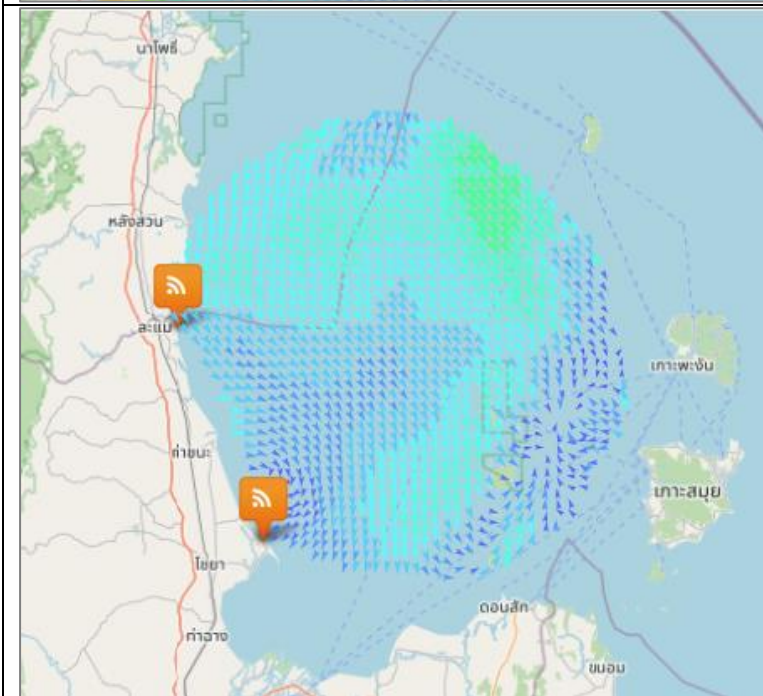 นาโพธิ์
หลังสวน
ละแม
เกาะพะงัน
ท่าชนะ
เกาะสมุย
ไชยา
ดอนสัก
ท่าฉาง
ขนอม